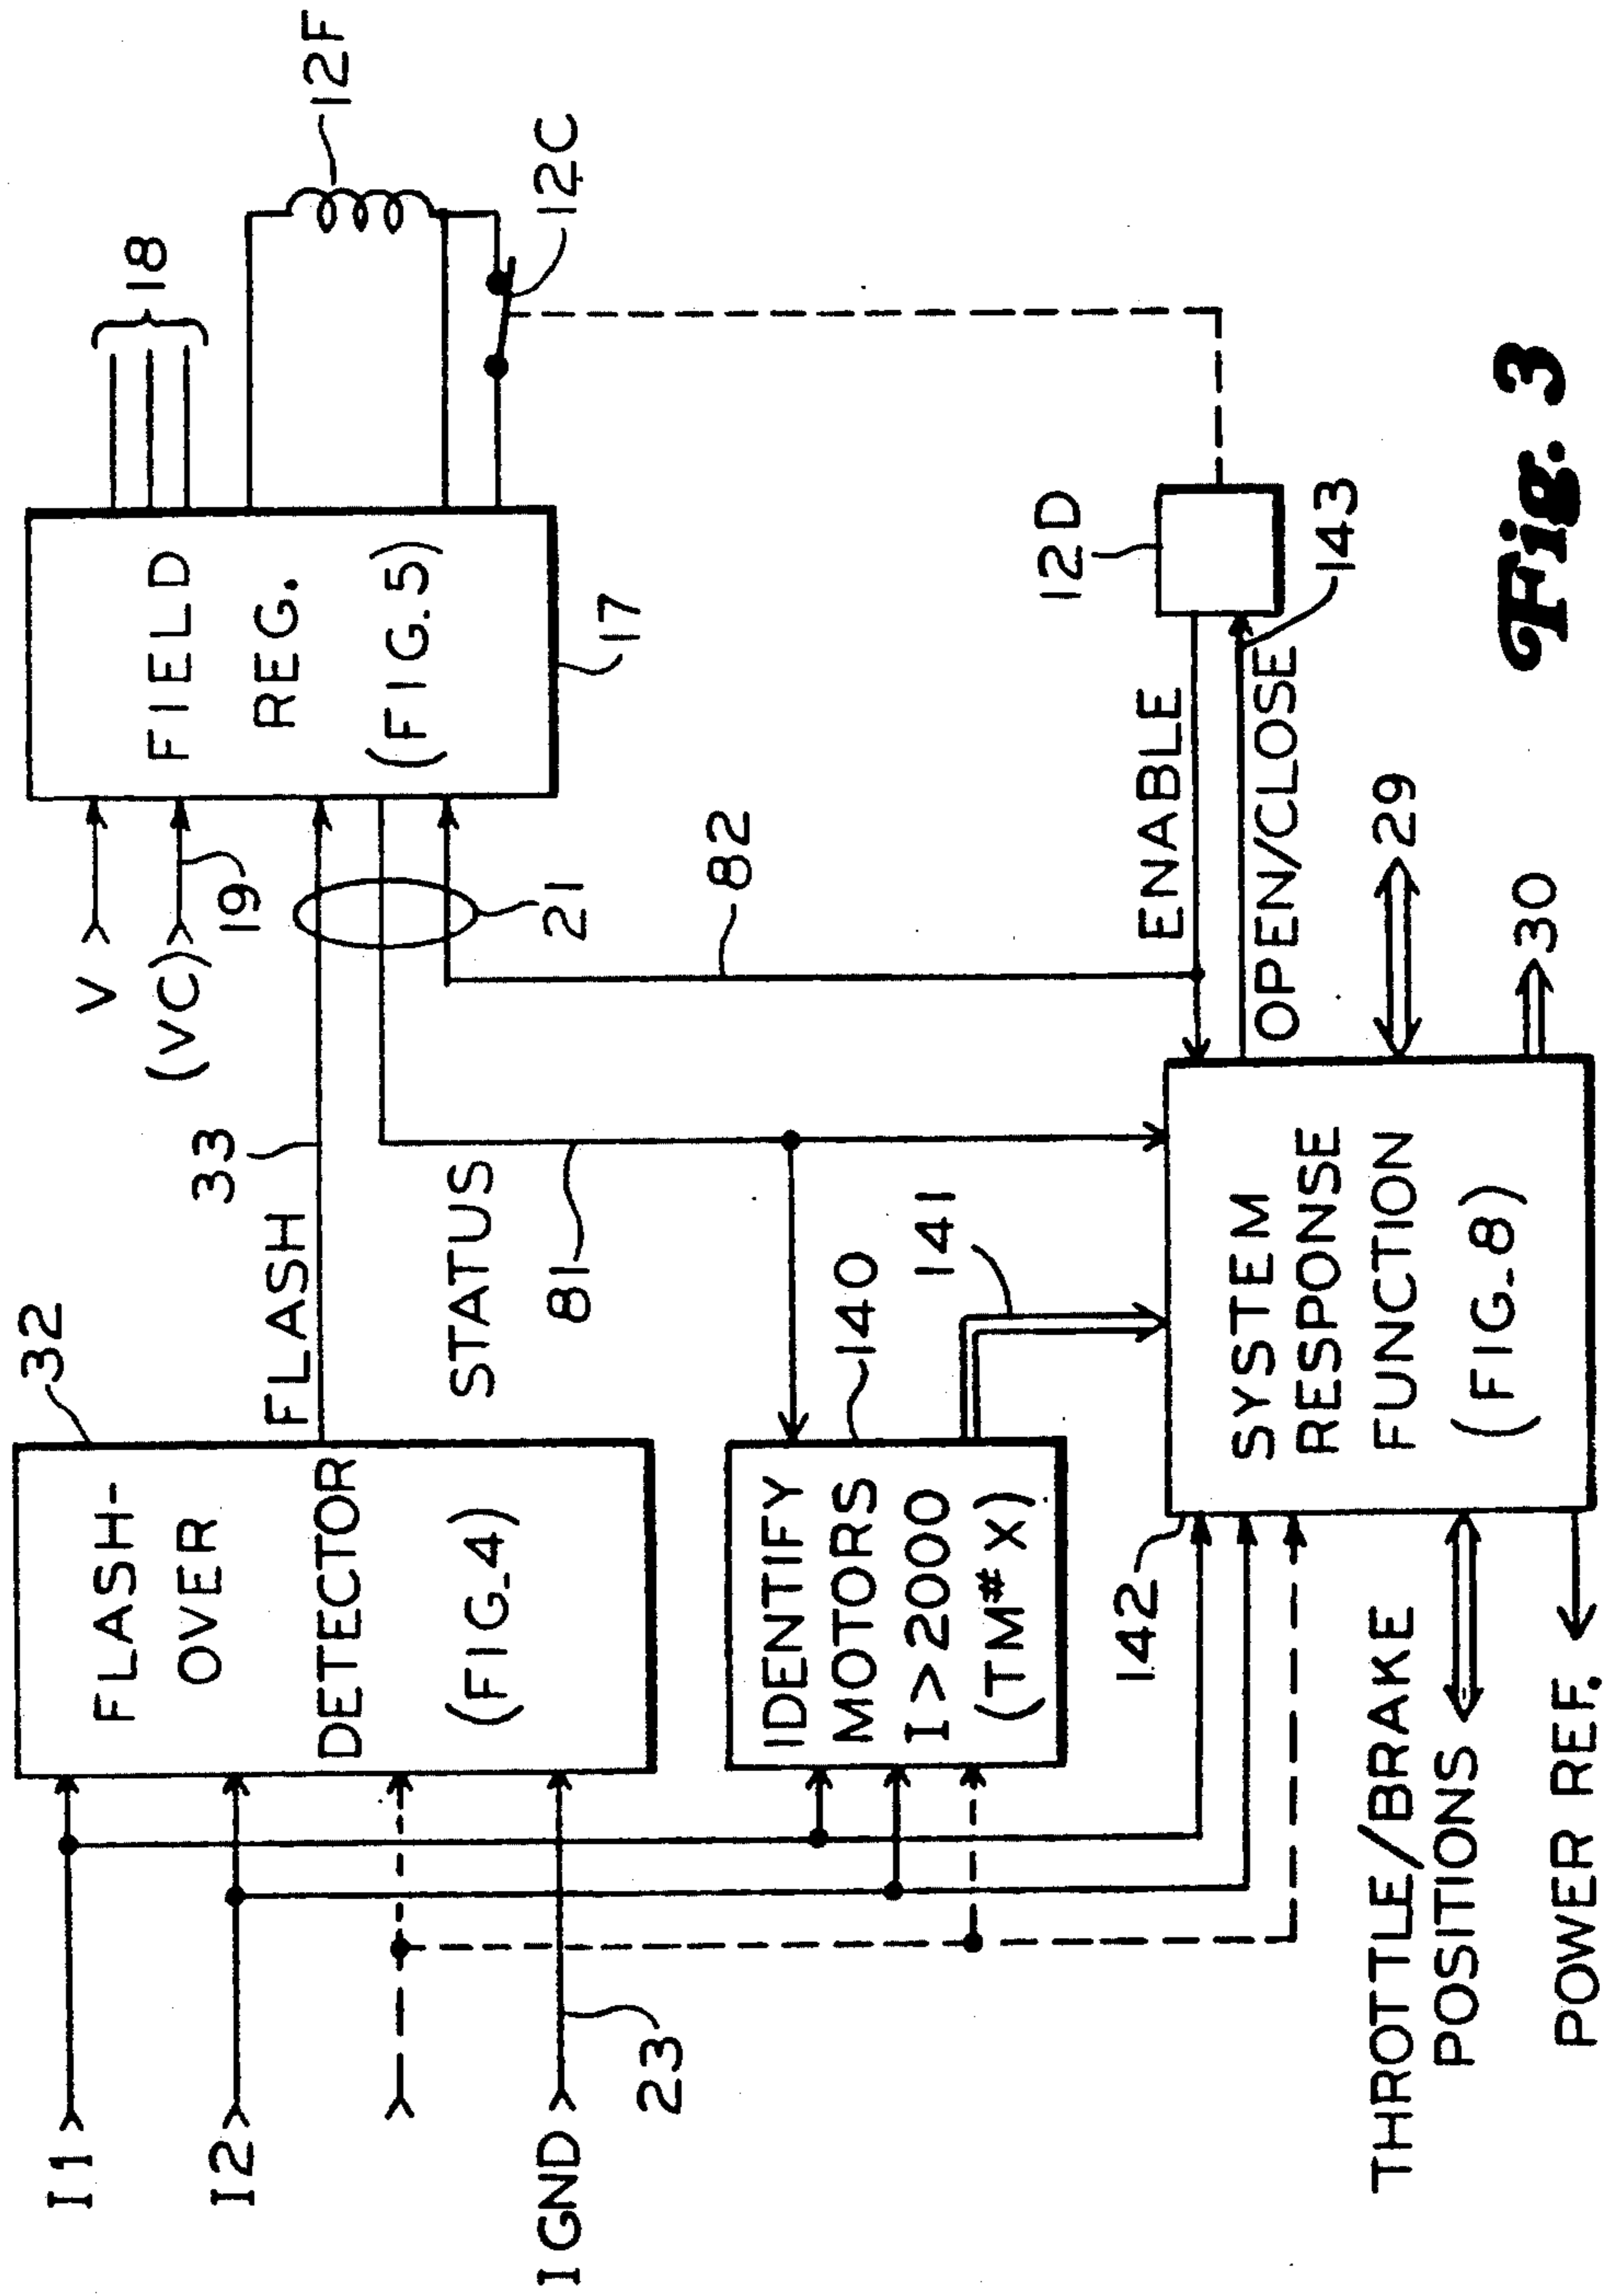 I1
I2
IGND
23
FLASH-
OVER
DETECTOR
(FIG.4)
32
FLASH
33
STATUS
81
V
(VC)
19
21
FIELD
REG.
(FIG.5)
17
18
12F
12C
82
IDENTIFY
MOTORS
I>2000
(TM#X)
140
141
142
SYSTEM
RESPONSE
FUNCTION
(FIG.8)
ENABLE
OPEN/CLOSE
12D
143
29
30
THROTTLE/BRAKE
POSITIONS
POWER REF.
Fig. 3